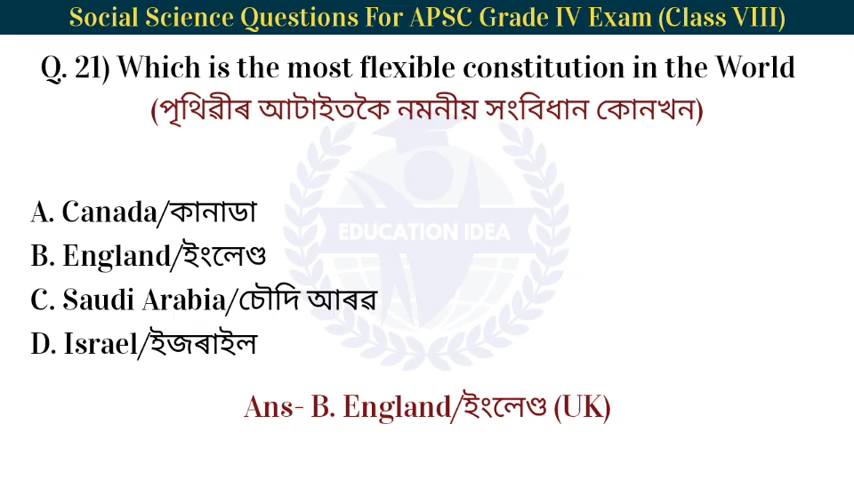 Social Science Questions For APSC Grade IV Exam (Class VIII)
Q. 21) Which is the most flexible constitution in the World
(পৃথিৱীৰ আটাইতকৈ নমনীয় সংবিধান কোনখন)
EDUCATION IDEA
A. Canada/কানাডা
B. England/ইংলেণ্ড
C. Saudi Arabia/চৌদি আৰৱ
D. Israel/ইজৰাইল
Ans- B. England/ইংলেণ্ড (UK)